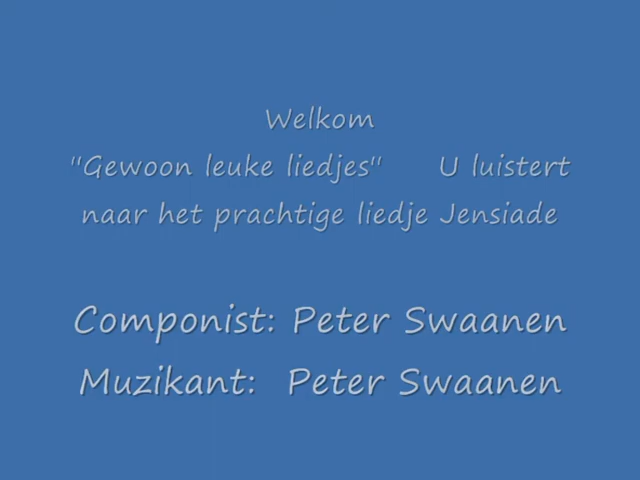 Welkom
"Gewoon leuke liedjes" U luistert
naar het prachtige liedje Jensiade
Componist: Peter Swaanen
Muzikant: Peter Swaanen